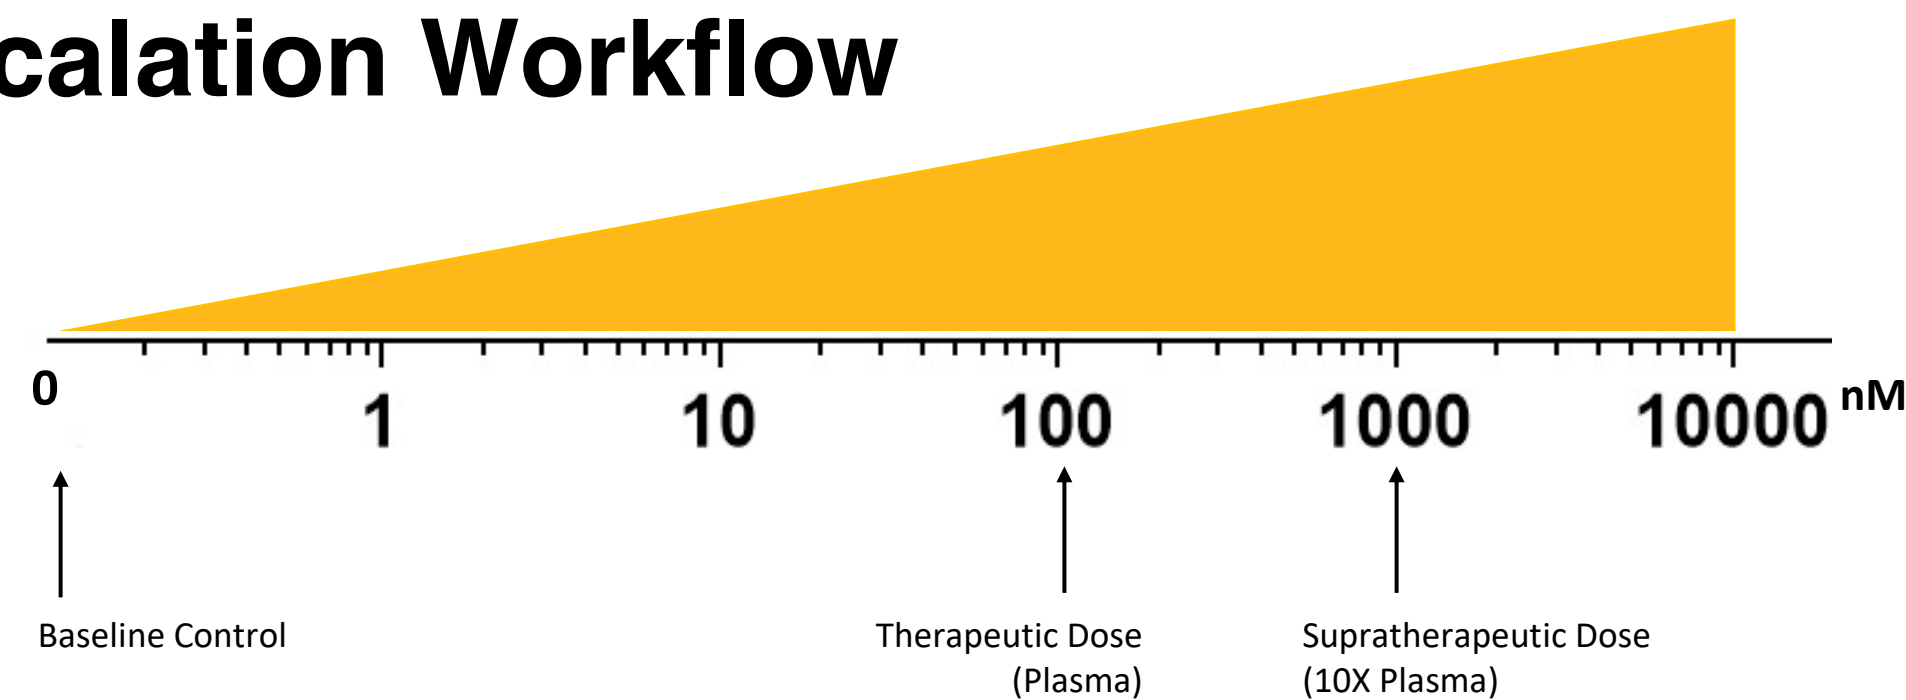 calation Workflow
0
1 10 100 1000 10000 nM
Baseline Control
Therapeutic Dose
(Plasma)
Supratherapeutic Dose
(10X Plasma)